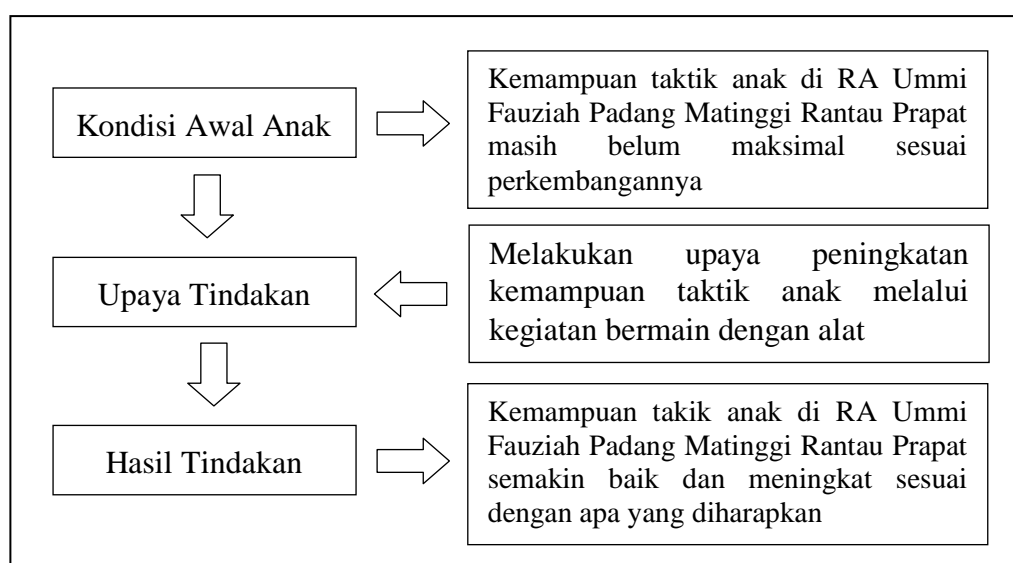 Kondisi Awal Anak
Kemampuan taktik anak di RA Ummi
Fauziah Padang Matinggi Rantau Prapat
masih belum maksimal sesuai
perkembangannya
Upaya Tindakan
Melakukan upaya peningkatan
kemampuan taktik anak melalui
kegiatan bermain dengan alat
Hasil Tindakan
Kemampuan takik anak di RA Ummi
Fauziah Padang Matinggi Rantau Prapat
semakin baik dan meningkat sesuai
dengan apa yang diharapkan